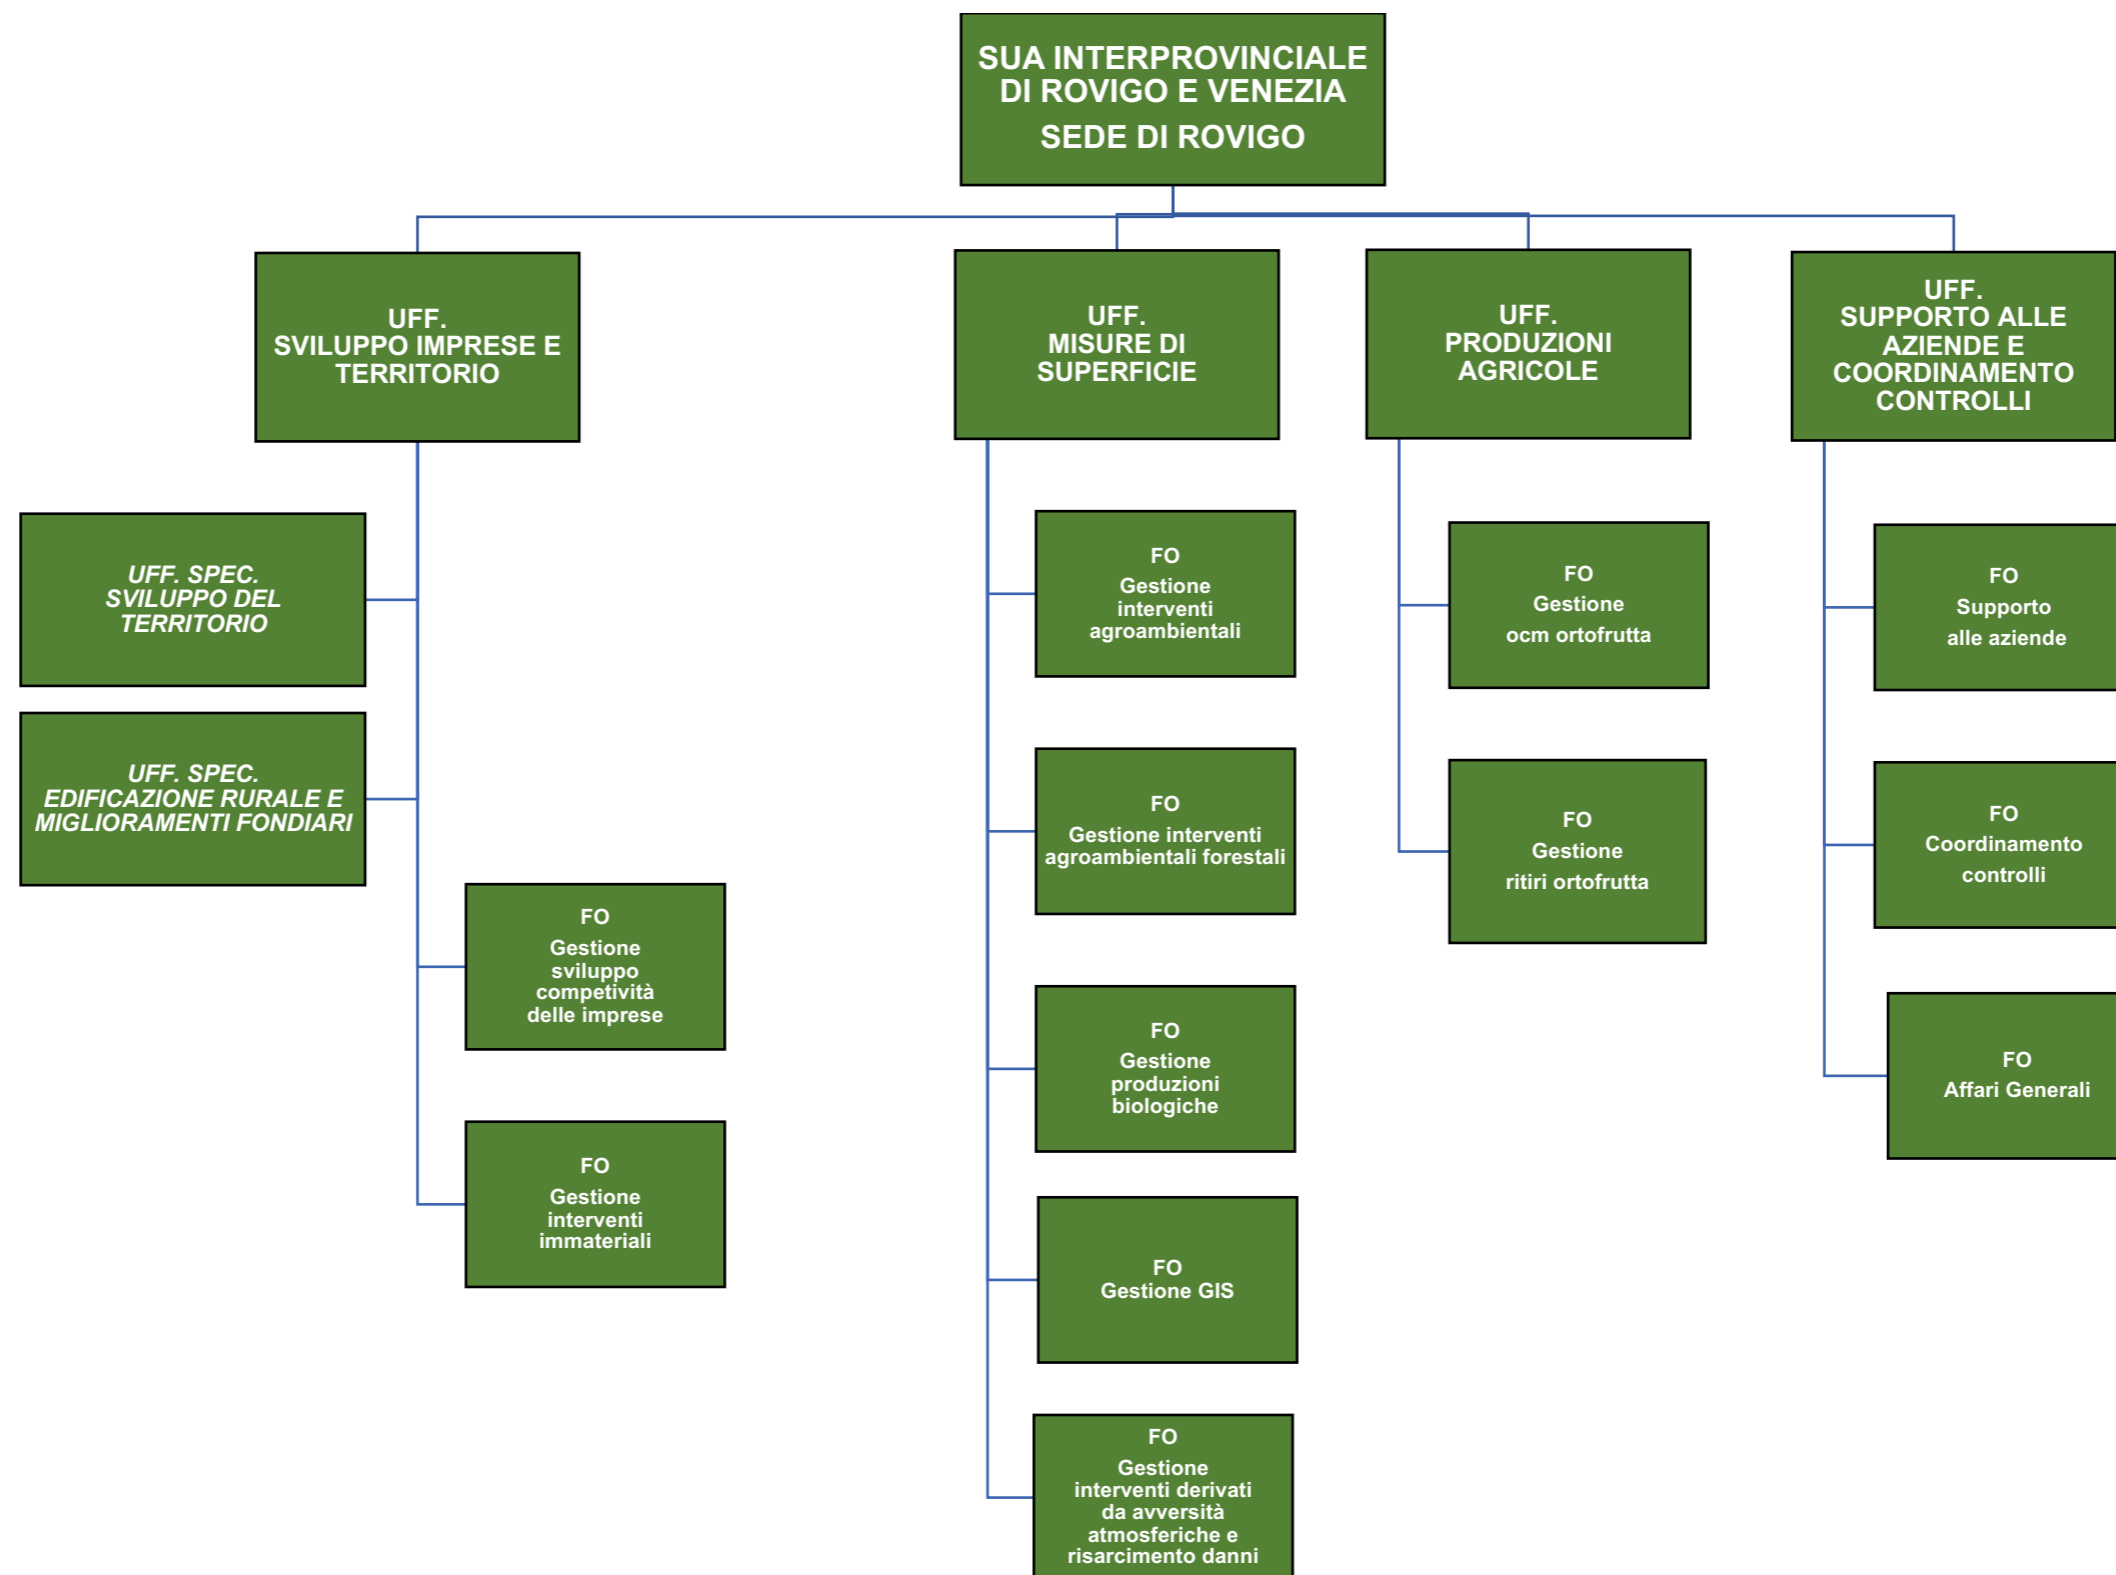 SUA INTERPROVINCIALE
DI ROVIGO E VENEZIA
SEDE DI ROVIGO
UFF.
SVILUPPO IMPRESE E
TERRITORIO
UFF. SPEC.
SVILUPPO DEL
TERRITORIO
UFF. SPEC.
EDIFICAZIONE RURALE E
MIGLIORAMENTI FONDIARI
FO
Gestione
sviluppo
competività
delle imprese
FO
Gestione
interventi
immateriali
UFF.
MISURE DI
SUPERFICIE
FO
Gestione
interventi
agroambientali
FO
Gestione interventi
agroambientali forestali
FO
Gestione
produzioni
biologiche
FO
Gestione GIS
FO
Gestione
interventi derivati
da avversità
atmosferiche e
risarcimento danni
UFF.
PRODUZIONI
AGRICOLE
FO
Gestione
ocm ortofrutta
FO
Gestione
ritiri ortofrutta
UFF.
SUPPORTO ALLE
AZIENDE E
COORDINAMENTO
CONTROLLI
FO
Supporto
alle aziende
FO
Coordinamento
controlli
FO
Affari Generali